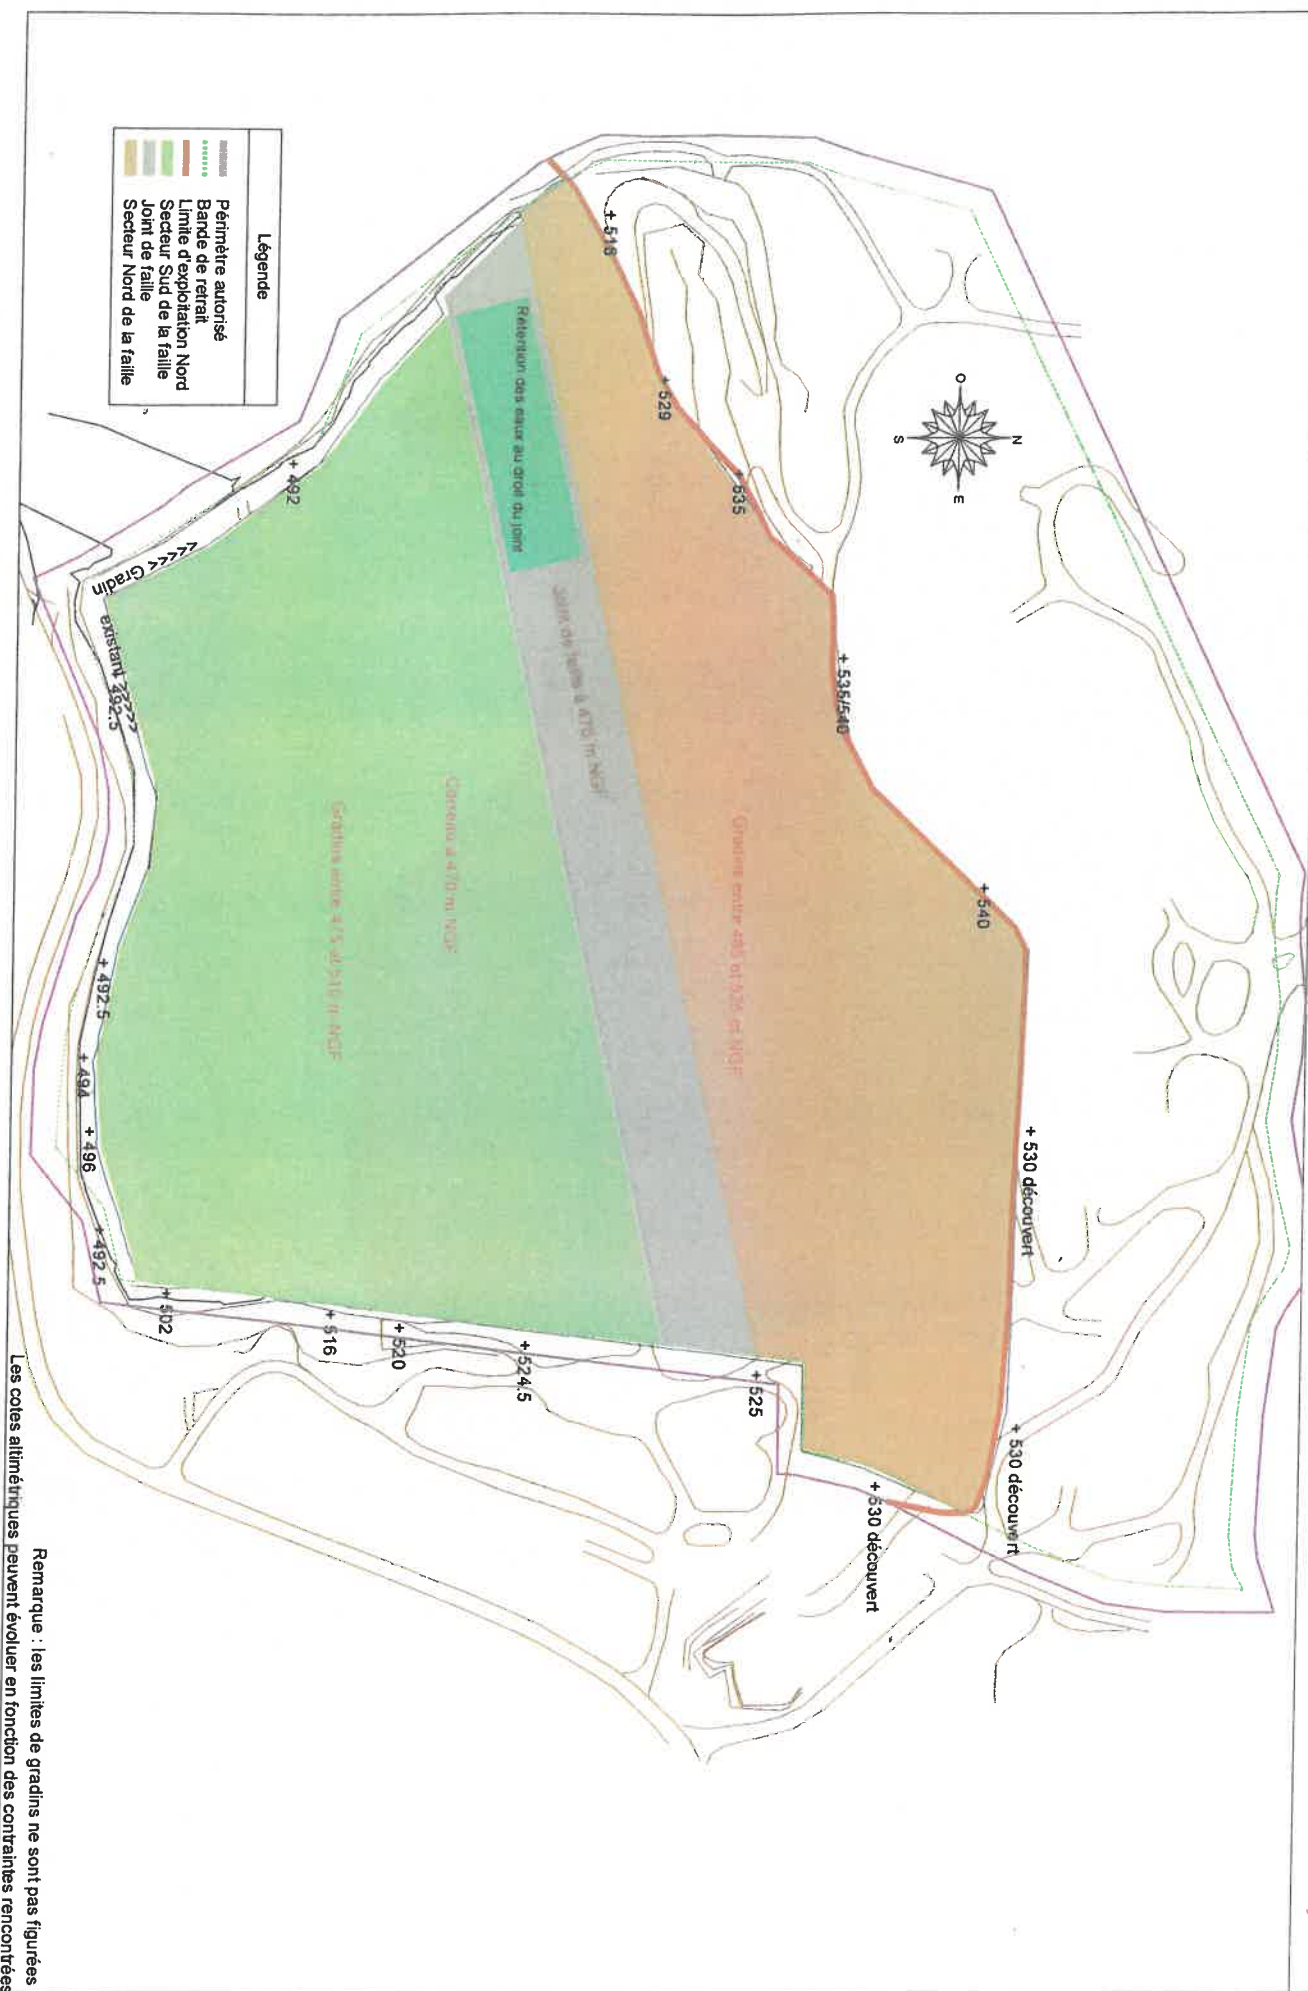 Légende
Périmètre autorisé
Bande de retrait
Limite d'exploitation Nord
Secteur Sud de la faille
Joint de faille
Secteur Nord de la faille
N
O
E
S
+ 518
+ 529
+ 535
+ 535/540
+ 540
+ 530 découvert
+ 530 découvert
+ 530 découvert
+ 525
+ 524.5
+ 520
+ 516
+ 502
+ 492.5
+ 496
+ 494
+ 492.5
+ 492.5
+ 492
<<<< Gradin
existant >>>>
Rétention des eaux au droit du joint
Joint de faille à 470 m NGF
Gradins entre 485 et 525 m NGF
Carreau à 470 m NGF
Gradins entre 475 et 510 m NGF
Remarque : les limites de gradins ne sont pas figurées
Les cotes altimétriques peuvent évoluer en fonction des contraintes rencontrées